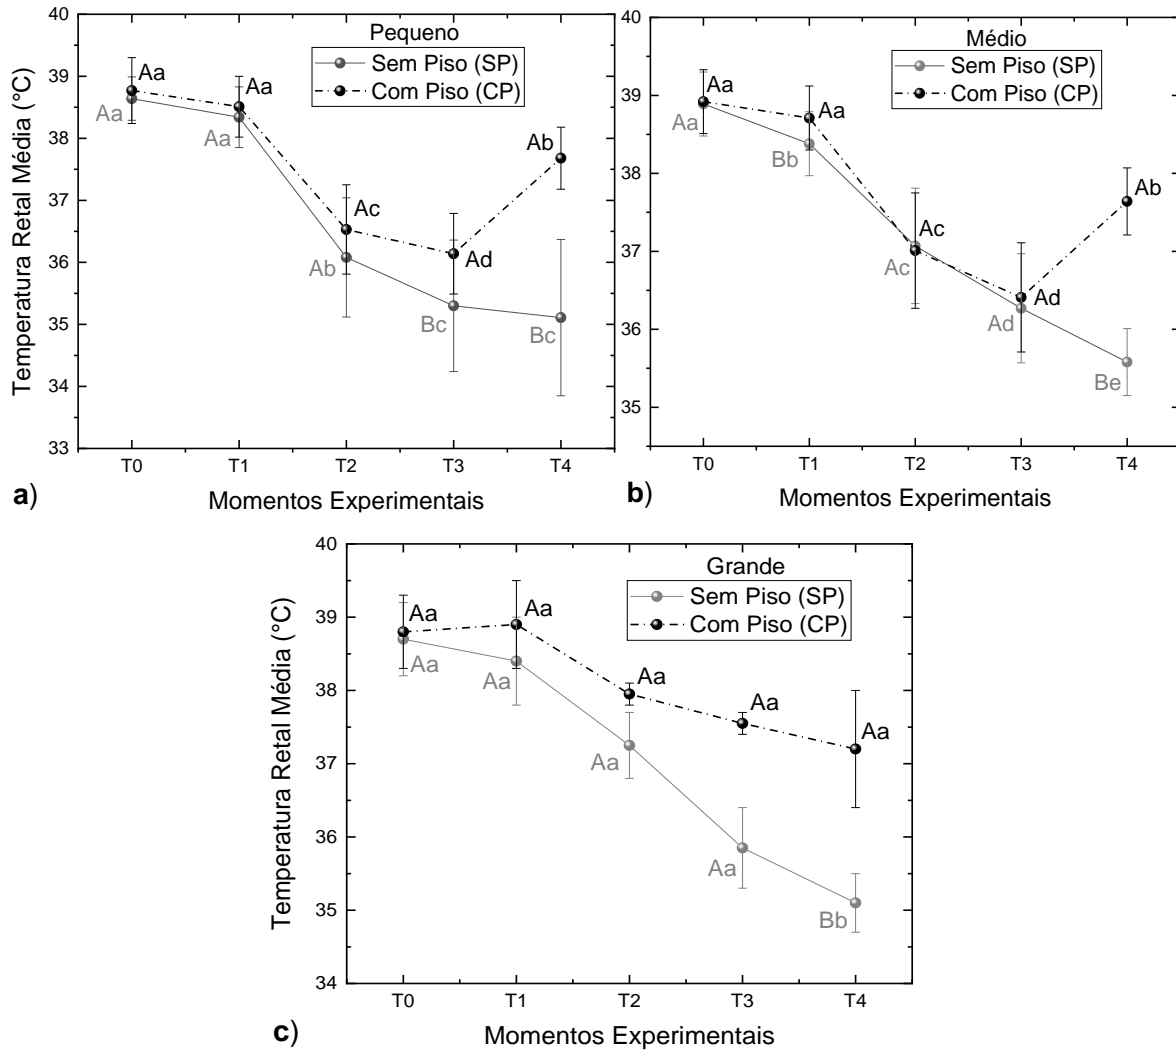 Pequeno
Sem Piso (SP)
Com Piso (CP)
Temperatura Retal Média (°C)
40
39
38
37
36
35
34
33
Aa
Aa
Ac
Ad
Ab
Aa
Aa
Ab
Bc
Bc
T0 T1 T2 T3 T4
Momentos Experimentais
a)
Médio
Sem Piso (SP)
Com Piso (CP)
40
39
38
37
36
35
Aa
Aa
Ac
Ad
Ab
Aa
Bb
Ac
Ad
Be
T0 T1 T2 T3 T4
Momentos Experimentais
b)
Grande
Sem Piso (SP)
Com Piso (CP)
Temperatura Retal Média (°C)
40
39
38
37
36
35
34
Aa
Aa
Aa
Aa
Aa
Aa
Aa
Aa
Aa
Bb
T0 T1 T2 T3 T4
Momentos Experimentais
c)